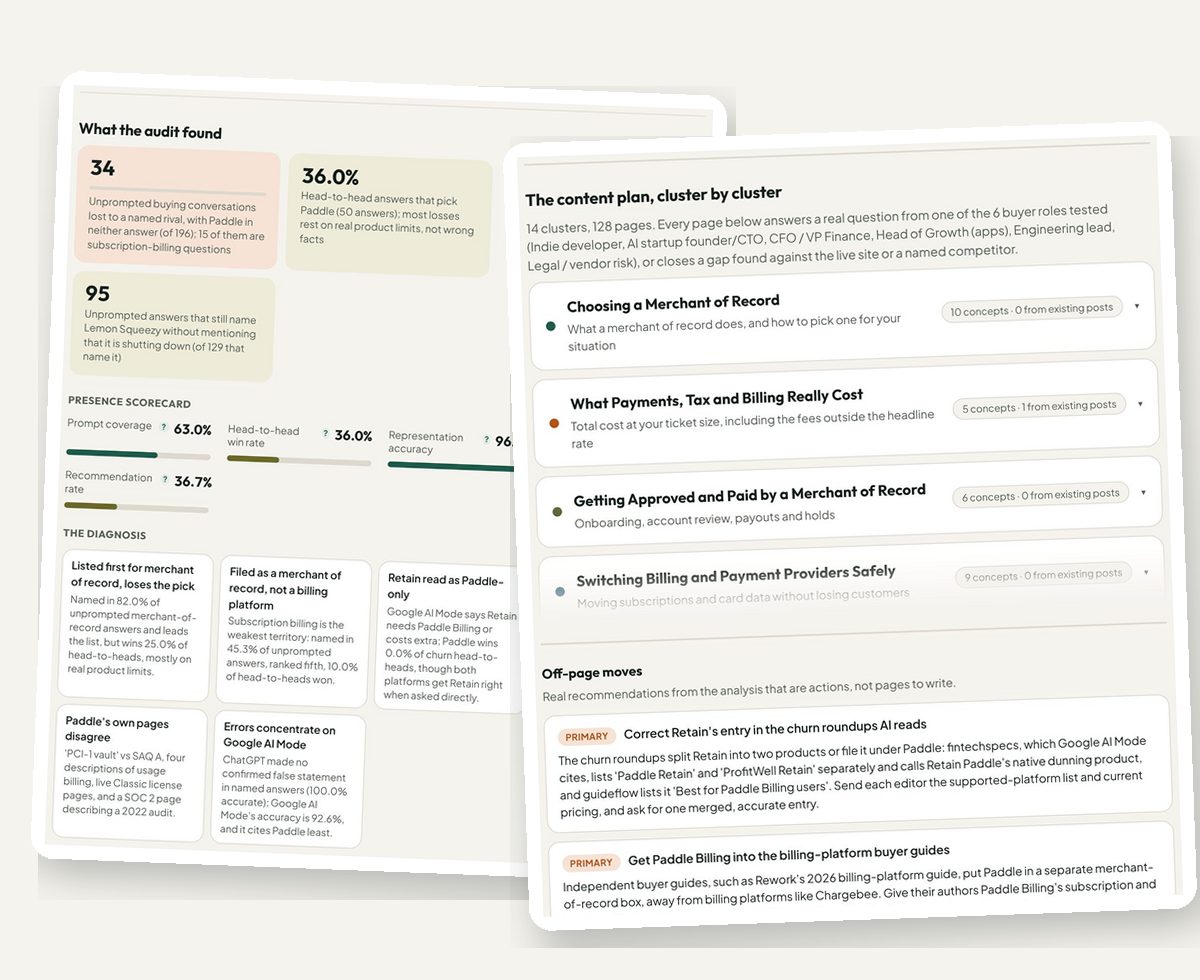 What the audit found
34
Unprompted buying conversations
lost to a named rival, with Paddle in
neither answer (of 196); 15 of them are
subscription-billing questions
36.0%
Head-to-head answers that pick
Paddle (50 answers); most losses
rest on real product limits, not wrong
facts
95
Unprompted answers that still name
Lemon Squeezy without mentioning
that it is shutting down (of 129 that
name it)
PRESENCE SCORECARD
Prompt coverage ? 63.0%
Head-to-head
win rate
? 36.0%
Representation
accuracy
? 96.
Recommendation
rate
? 36.7%
THE DIAGNOSIS
Listed first for merchant
of record, loses the pick
Named in 82.0% of
unprompted merchant-of-
record answers and leads
the list, but wins 25.0% of
head-to-heads, mostly on
real product limits.
Filed as a merchant of
record, not a billing
platform
Subscription billing is the
weakest territory: named in
45.3% of unprompted
answers, ranked fifth, 10.0%
of head-to-heads won.
Retain read as Paddle-
only
Google AI Mode says Retain
needs Paddle Billing or
costs extra; Paddle wins
0.0% of churn head-to-
heads, though both
platforms get Retain right
when asked directly.
Paddle's own pages
disagree
'PCI-1 vault' vs SAQ A, four
descriptions of usage
billing, live Classic license
pages, and a SOC 2 page
describing a 2022 audit.
Errors concentrate on
Google AI Mode
ChatGPT made no
confirmed false statement
in named answers (100.0%
accurate); Google AI
Mode's accuracy is 92.6%,
and it cites Paddle least.
The content plan, cluster by cluster
14 clusters, 128 pages. Every page below answers a real question from one of the 6 buyer roles tested
(Indie developer, AI startup founder/CTO, CFO / VP Finance, Head of Growth (apps), Engineering lead,
Legal / vendor risk), or closes a gap found against the live site or a named competitor.
Choosing a Merchant of Record
What a merchant of record does, and how to pick one for your
situation
10 concepts · 0 from existing posts
What Payments, Tax and Billing Really Cost
Total cost at your ticket size, including the fees outside the headline
rate
5 concepts · 1 from existing posts
Getting Approved and Paid by a Merchant of Record
Onboarding, account review, payouts and holds
6 concepts · 0 from existing posts
Switching Billing and Payment Providers Safely
Moving subscriptions and card data without losing customers
9 concepts · 0 from existing posts
Off-page moves
Real recommendations from the analysis that are actions, not pages to write.
PRIMARY Correct Retain's entry in the churn roundups AI reads
The churn roundups split Retain into two products or file it under Paddle: fintechspecs, which Google AI Mode
cites, lists 'Paddle Retain' and 'ProfitWell Retain' separately and calls Retain Paddle's native dunning product,
and guideflow lists it 'Best for Paddle Billing users'. Send each editor the supported-platform list and current
pricing, and ask for one merged, accurate entry.
PRIMARY Get Paddle Billing into the billing-platform buyer guides
Independent buyer guides, such as Rework's 2026 billing-platform guide, put Paddle in a separate merchant-
of-record box, away from billing platforms like Chargebee. Give their authors Paddle Billing's subscription and